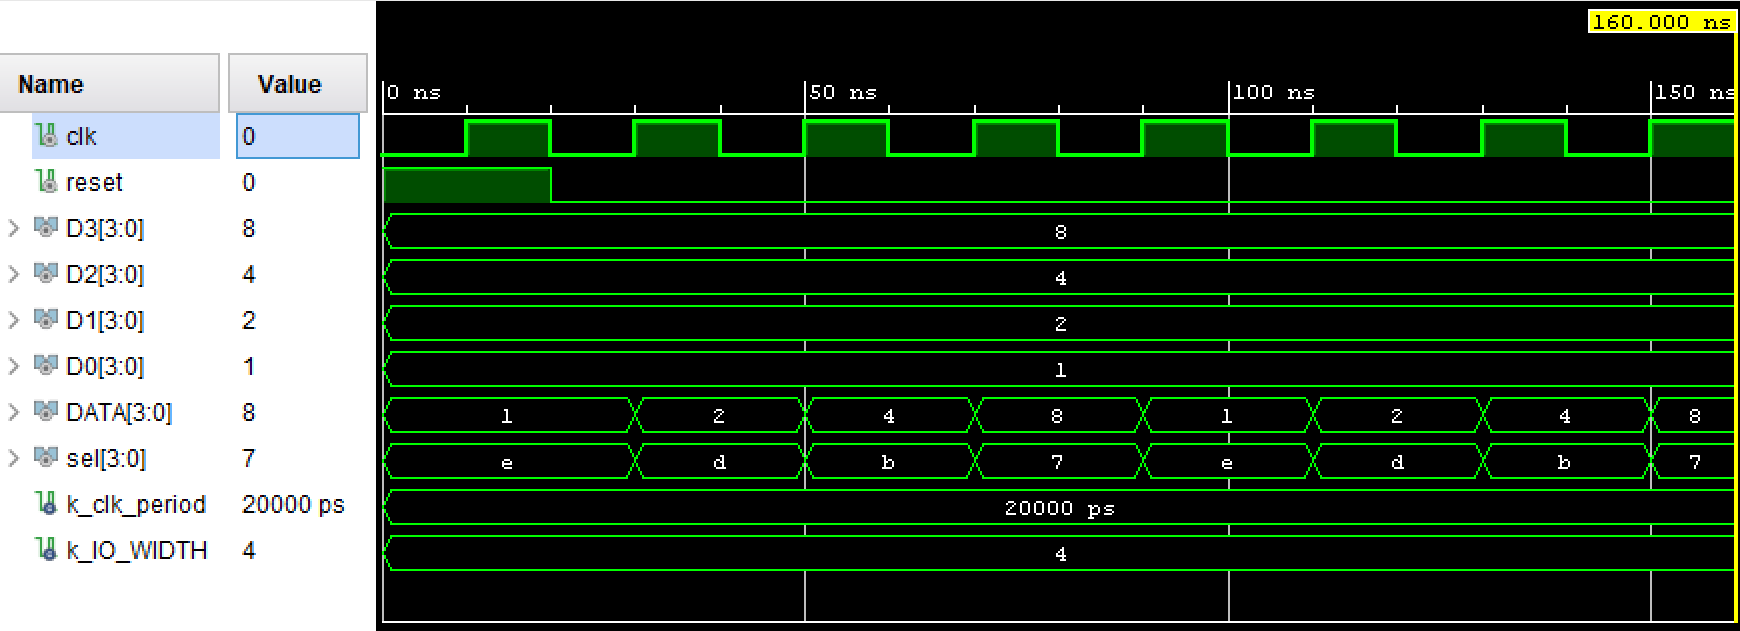 160.000 ns
Name Value
0 ns 50 ns 100 ns 150 ns
clk 0
reset 0
D3[3:0] 8 8
D2[3:0] 4 4
D1[3:0] 2 2
D0[3:0] 1 1
DATA[3:0] 8 1 2 4 8 1 2 4 8
sel[3:0] 7 e d b 7 e d b 7
k_clk_period 20000 ps 20000 ps
k_IO_WIDTH 4 4